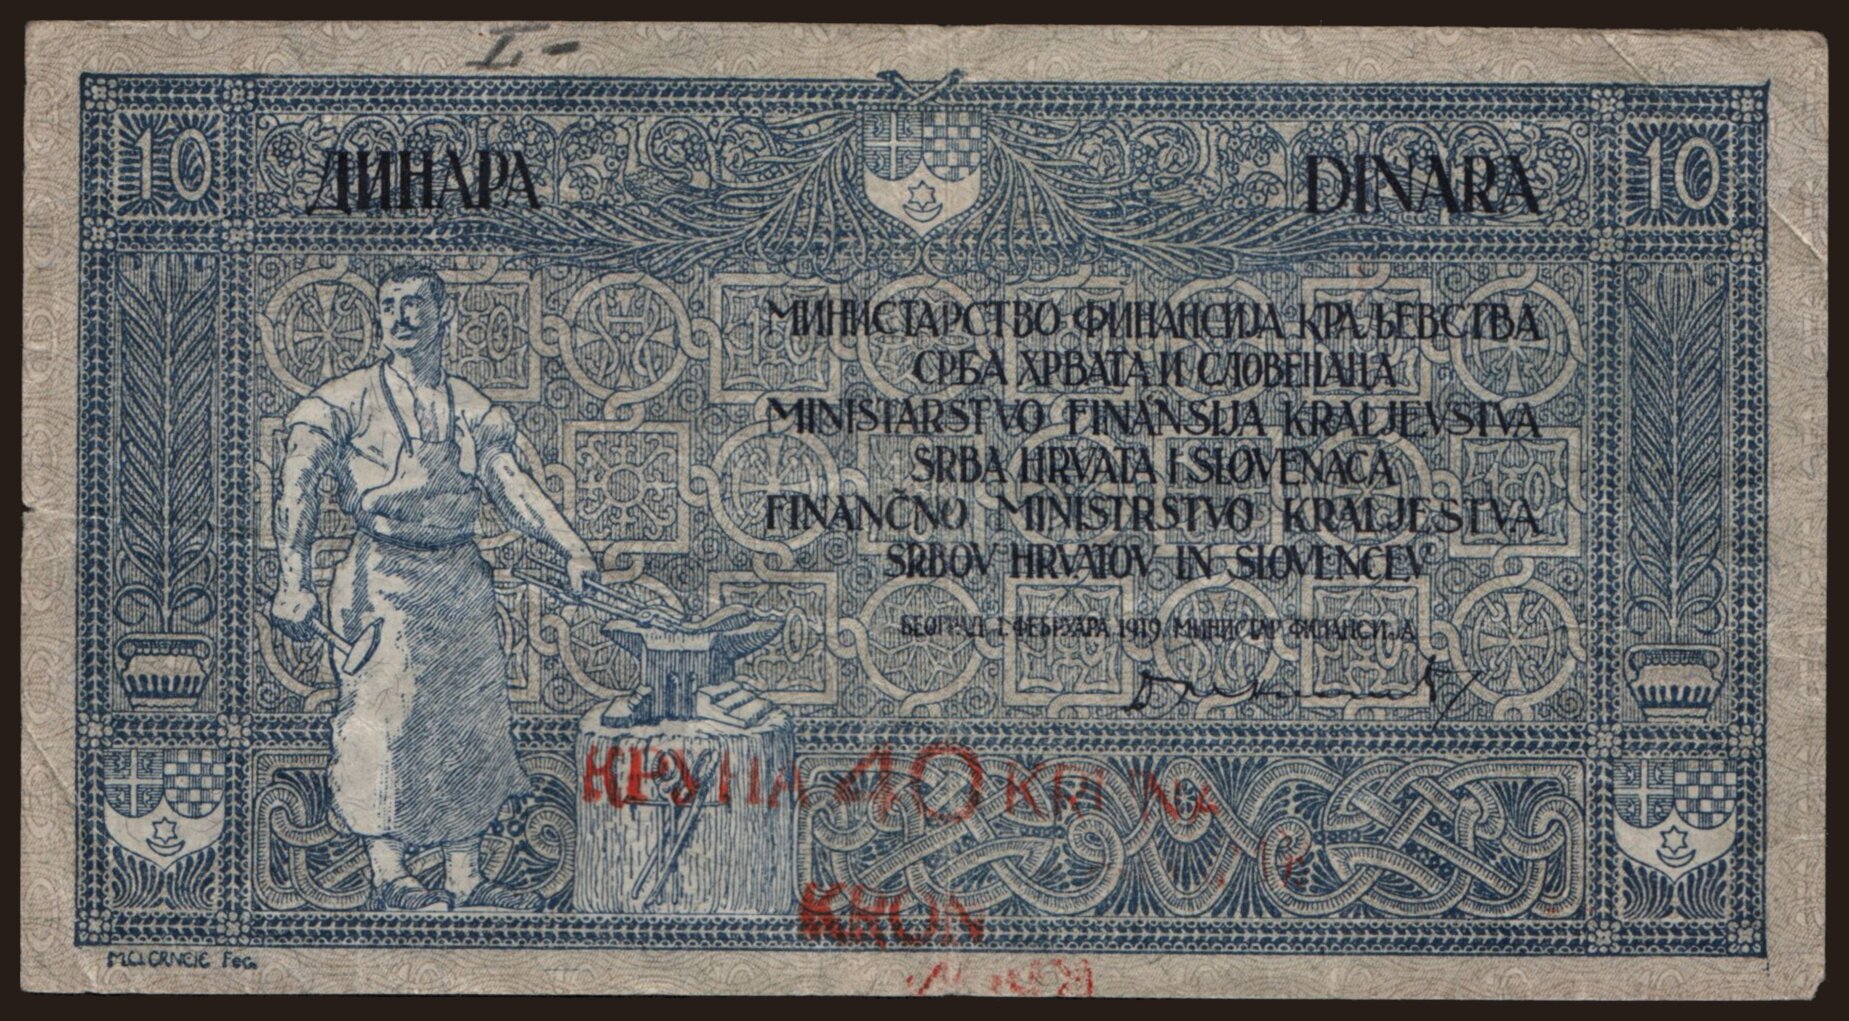 I-
10 ДИНАРА DINARA 10
МИНИСТАРСТВО ФИНАНСИЈА КРАЉЕВСТВА
СРБА ХРВАТА И СЛОВЕНАЦА
MINISTARSTVO FINANSIJA KRALJEVSTVA
SRBA HRVATA I SLOVENACA
FINANČNO MINISTRSTVO KRALJESTVA
SRBOV HRVATOV IN SLOVENCEV
БЕОГРАД 1. ФЕБРУАРА 1919. МИНИСТАР ФИНАНСИЈА
КРУНА 40 KRUNA
KRON